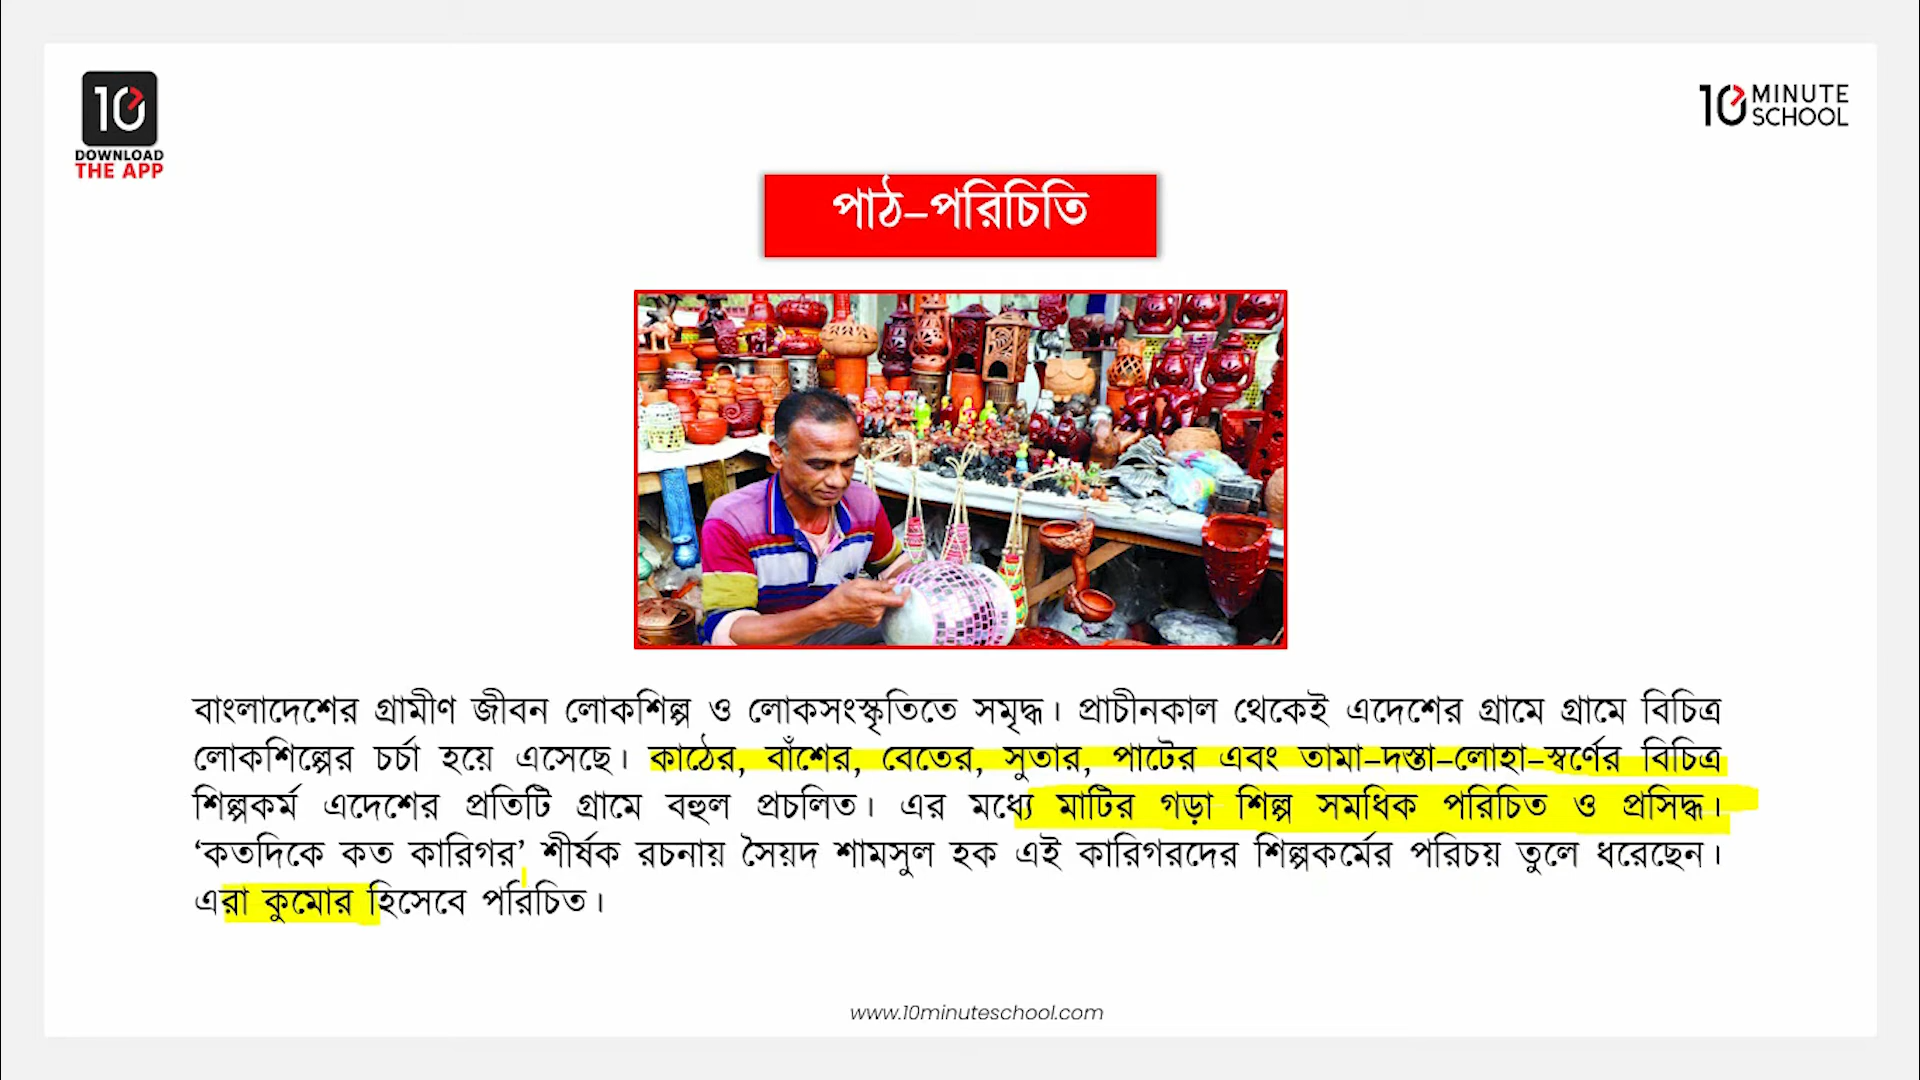 10
DOWNLOAD
THE APP
10 MINUTE
SCHOOL
পাঠ-পরিচিতি
বাংলাদেশের গ্রামীণ জীবন লোকশিল্প ও লোকসংস্কৃতিতে সমৃদ্ধ। প্রাচীনকাল থেকেই এদেশের গ্রামে গ্রামে বিচিত্র
লোকশিল্পের চর্চা হয়ে এসেছে। কাঠের, বাঁশের, বেতের, সুতার, পাটের এবং তামা-দস্তা-লোহা-স্বর্ণের বিচিত্র
শিল্পকর্ম এদেশের প্রতিটি গ্রামে বহুল প্রচলিত। এর মধ্যে মাটির গড়া শিল্প সমধিক পরিচিত ও প্রসিদ্ধ।
‘কতদিকে কত কারিগর’ শীর্ষক রচনায় সৈয়দ শামসুল হক এই কারিগরদের শিল্পকর্মের পরিচয় তুলে ধরেছেন।
এরা কুমোর হিসেবে পরিচিত।
www.10minuteschool.com